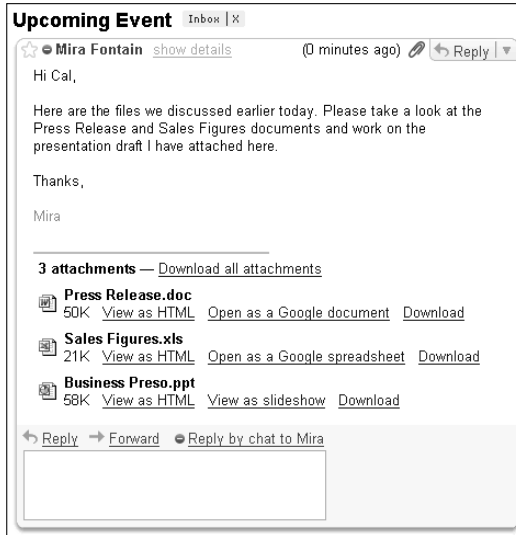 Upcoming Event Inbox | X
Mira Fontain show details (0 minutes ago) Reply
Hi Cal,
Here are the files we discussed earlier today. Please take a look at the
Press Release and Sales Figures documents and work on the
presentation draft I have attached here.
Thanks,
Mira
3 attachments — Download all attachments
Press Release.doc
50K View as HTML Open as a Google document Download
Sales Figures.xls
21K View as HTML Open as a Google spreadsheet Download
Business Preso.ppt
58K View as HTML View as slideshow Download
Reply Forward Reply by chat to Mira